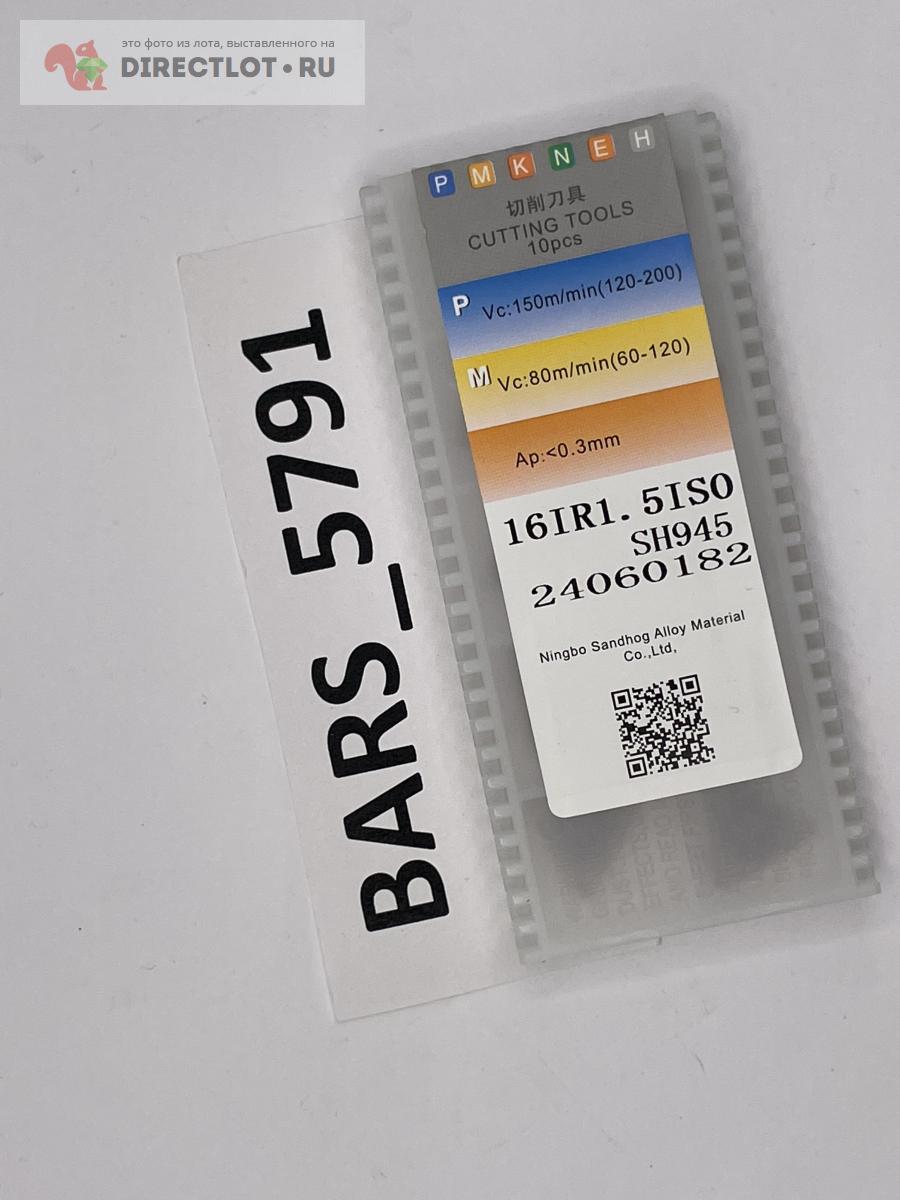 это фото из лота, выставленного на
DIRECTLOT•RU
P M K N E H
切削刀具
CUTTING TOOLS
10pcs
P Vc:150m/min(120-200)
M Vc:80m/min(60-120)
Ap:<0.3mm
16IR1.5ISO
SH945
24060182
Ningbo Sandhog Alloy Material
Co.,Ltd,
BARS_5791